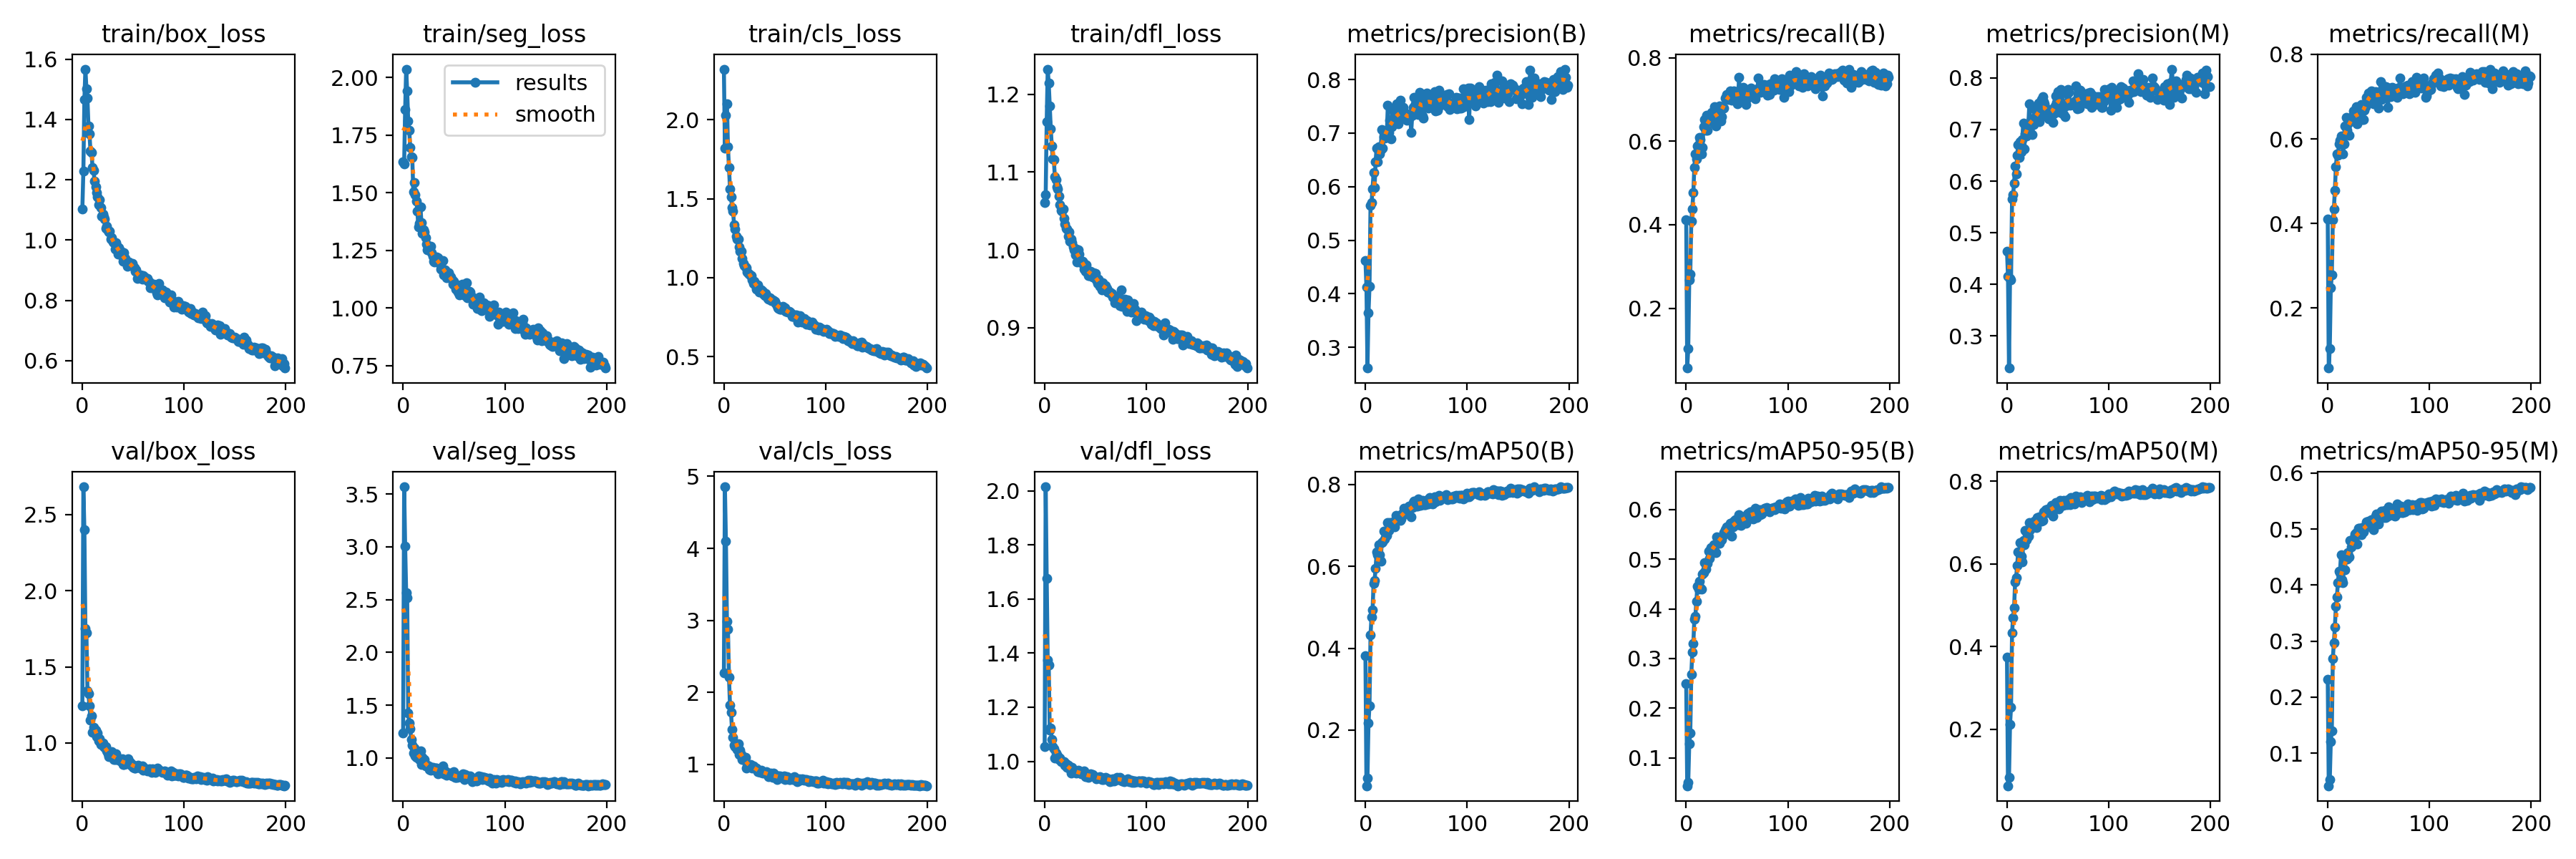 train/box_loss
train/seg_loss
train/cls_loss
train/dfl_loss
metrics/precision(B)
metrics/recall(B)
metrics/precision(M)
metrics/recall(M)
1.6
1.4
1.2
1.0
0.8
0.6
0 100 200
2.00
1.75
1.50
1.25
1.00
0.75
results
smooth
0 100 200
2.0
1.5
1.0
0.5
0 100 200
1.2
1.1
1.0
0.9
0 100 200
0.8
0.7
0.6
0.5
0.4
0.3
0 100 200
0.8
0.6
0.4
0.2
0 100 200
0.8
0.7
0.6
0.5
0.4
0.3
0 100 200
0.8
0.6
0.4
0.2
0 100 200
val/box_loss
val/seg_loss
val/cls_loss
val/dfl_loss
metrics/mAP50(B)
metrics/mAP50-95(B)
metrics/mAP50(M)
metrics/mAP50-95(M)
2.5
2.0
1.5
1.0
0 100 200
3.5
3.0
2.5
2.0
1.5
1.0
0 100 200
5
4
3
2
1
0 100 200
2.0
1.8
1.6
1.4
1.2
1.0
0 100 200
0.8
0.6
0.4
0.2
0 100 200
0.6
0.5
0.4
0.3
0.2
0.1
0 100 200
0.8
0.6
0.4
0.2
0 100 200
0.6
0.5
0.4
0.3
0.2
0.1
0 100 200